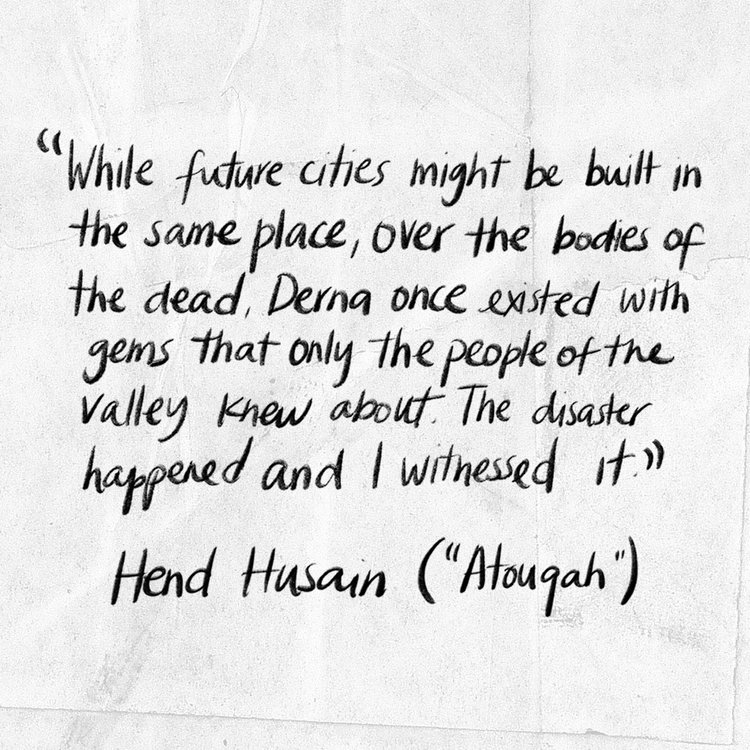 “While future cities might be built in
the same place, over the bodies of
the dead, Derna once existed with
gems that only the people of the
valley knew about. The disaster
happened and I witnessed it.”
Hend Husain (“Atouqah”)